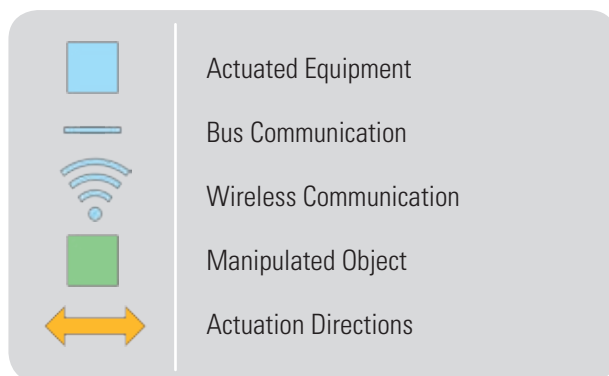 Actuated Equipment
Bus Communication
Wireless Communication
Manipulated Object
Actuation Directions